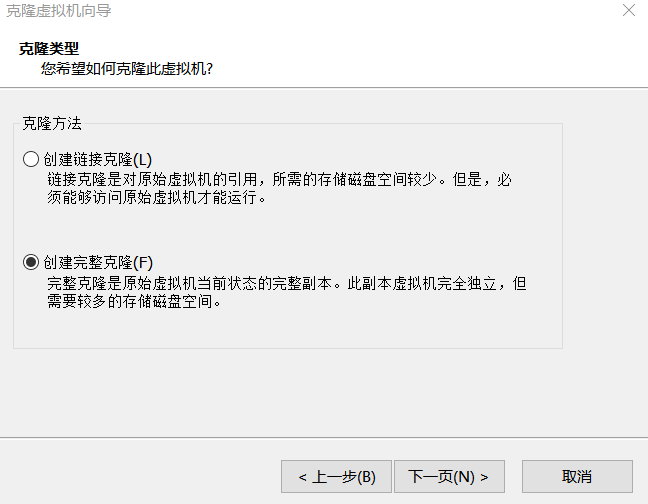 克隆虚拟机向导
克隆类型
您希望如何克隆此虚拟机?
克隆方法
创建链接克隆(L)
链接克隆是对原始虚拟机的引用，所需的存储磁盘空间较少。但是，必
须能够访问原始虚拟机才能运行。
创建完整克隆(F)
完整克隆是原始虚拟机当前状态的完整副本。此副本虚拟机完全独立，但
需要较多的存储磁盘空间。
< 上一步(B)
下一页(N) >
取消